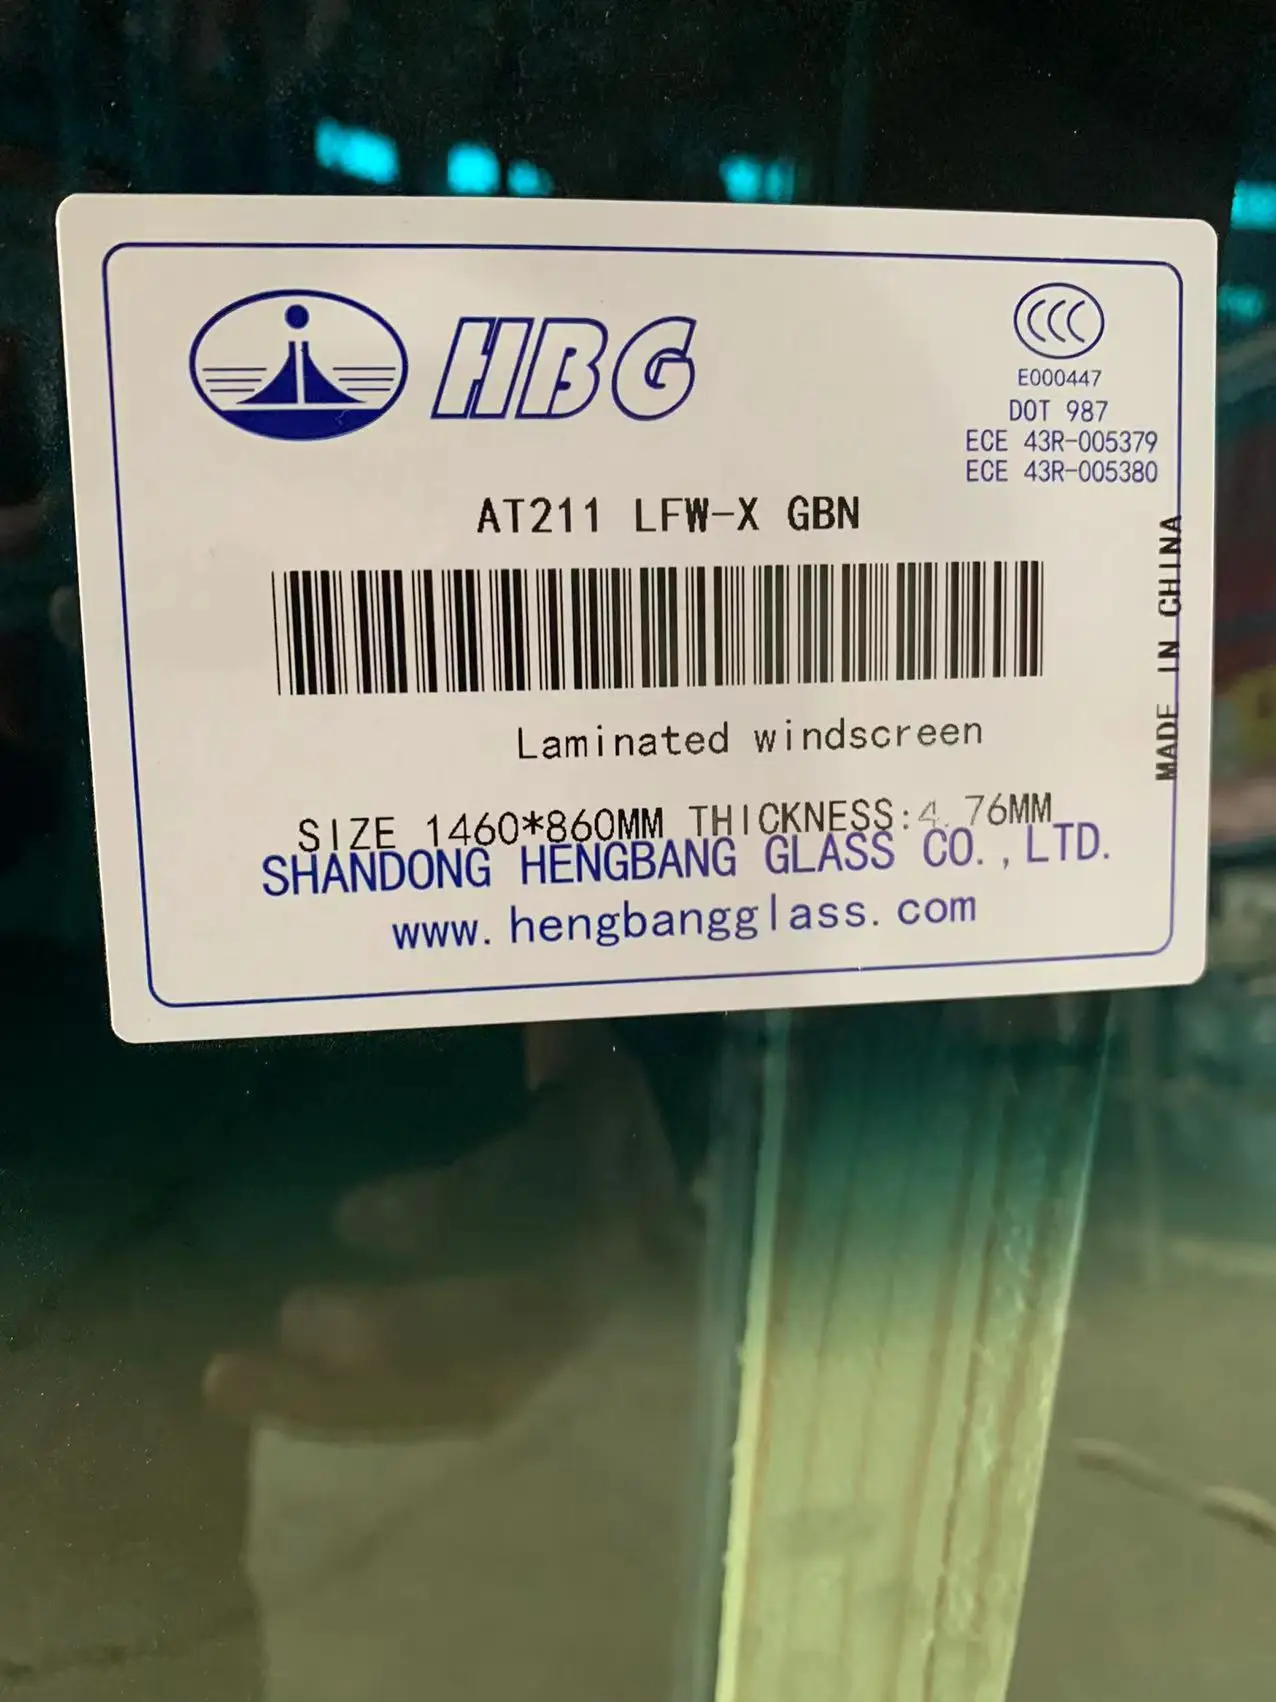 HBG
CCC
E000447
DOT 987
ECE 43R-005379
ECE 43R-005380
AT211 LFW-X GBN
MADE IN CHINA
Laminated windscreen
SIZE 1460*860MM THICKNESS:4.76MM
SHANDONG HENGBANG GLASS CO.,LTD.
www.hengbangglass.com